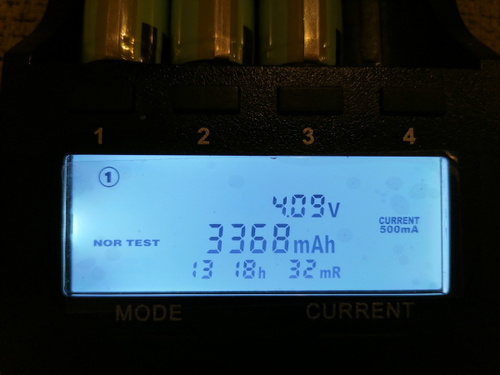 1 2 3 4
1
4.09V
CURRENT
500mA
NOR TEST 3368mAh
13 18h 32mR
MODE CURRENT